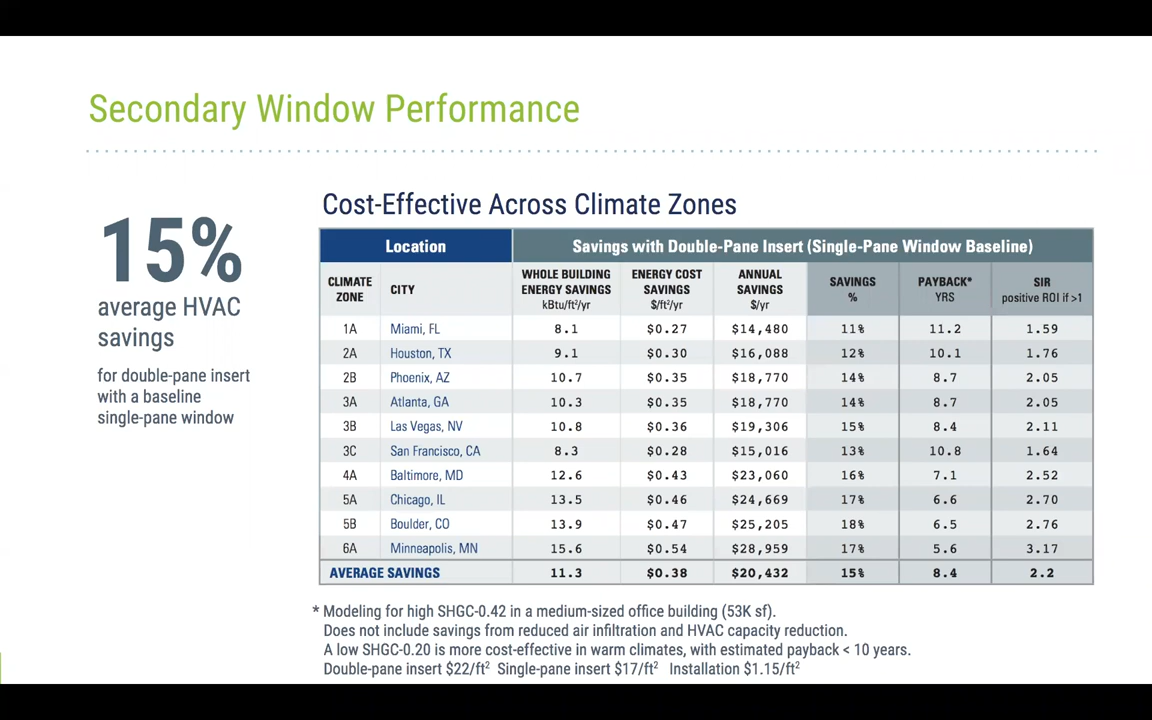 Secondary Window Performance
15%
average HVAC
savings
for double-pane insert
with a baseline
single-pane window
Cost-Effective Across Climate Zones
Location Savings with Double-Pane Insert (Single-Pane Window Baseline)
CLIMATE ZONE CITY WHOLE BUILDING ENERGY SAVINGS kBtu/ft²/yr ENERGY COST SAVINGS $/ft²/yr ANNUAL SAVINGS $/yr SAVINGS % PAYBACK* YRS SIR positive ROI if >1
1A Miami, FL 8.1 $0.27 $14,480 11% 11.2 1.59
2A Houston, TX 9.1 $0.30 $16,088 12% 10.1 1.76
2B Phoenix, AZ 10.7 $0.35 $18,770 14% 8.7 2.05
3A Atlanta, GA 10.3 $0.35 $18,770 14% 8.7 2.05
3B Las Vegas, NV 10.8 $0.36 $19,306 15% 8.4 2.11
3C San Francisco, CA 8.3 $0.28 $15,016 13% 10.8 1.64
4A Baltimore, MD 12.6 $0.43 $23,060 16% 7.1 2.52
5A Chicago, IL 13.5 $0.46 $24,669 17% 6.6 2.70
5B Boulder, CO 13.9 $0.47 $25,205 18% 6.5 2.76
6A Minneapolis, MN 15.6 $0.54 $28,959 17% 5.6 3.17
AVERAGE SAVINGS 11.3 $0.38 $20,432 15% 8.4 2.2
* Modeling for high SHGC-0.42 in a medium-sized office building (53K sf).
Does not include savings from reduced air infiltration and HVAC capacity reduction.
A low SHGC-0.20 is more cost-effective in warm climates, with estimated payback < 10 years.
Double-pane insert $22/ft² Single-pane insert $17/ft² Installation $1.15/ft²